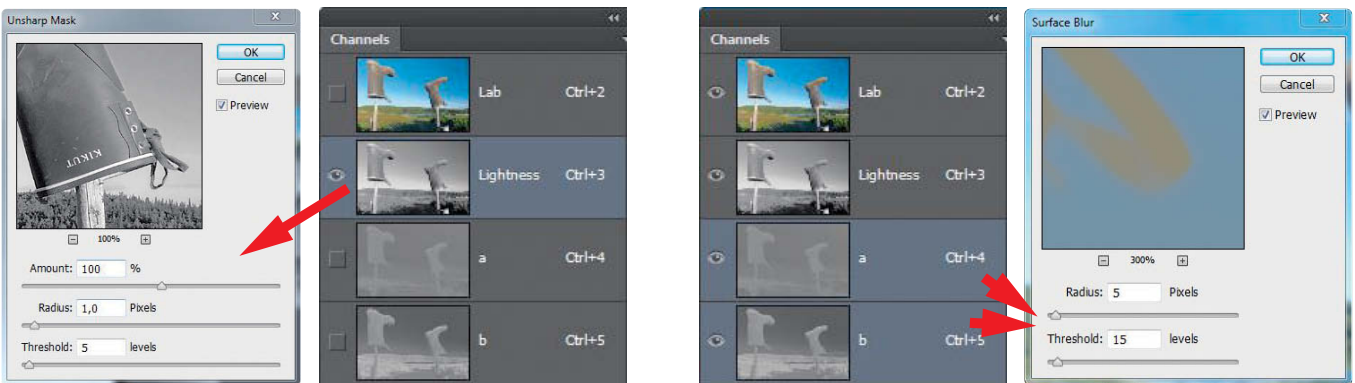 Unsharp Mask
OK
Cancel
Preview
KIKUT
100%
Amount: 100 %
Radius: 1,0 Pixels
Threshold: 5 levels
Channels
Lab Ctrl+2
Lightness Ctrl+3
a Ctrl+4
b Ctrl+5
Channels
Lab Ctrl+2
Lightness Ctrl+3
a Ctrl+4
b Ctrl+5
Surface Blur
OK
Cancel
Preview
300%
Radius: 5 Pixels
Threshold: 15 levels